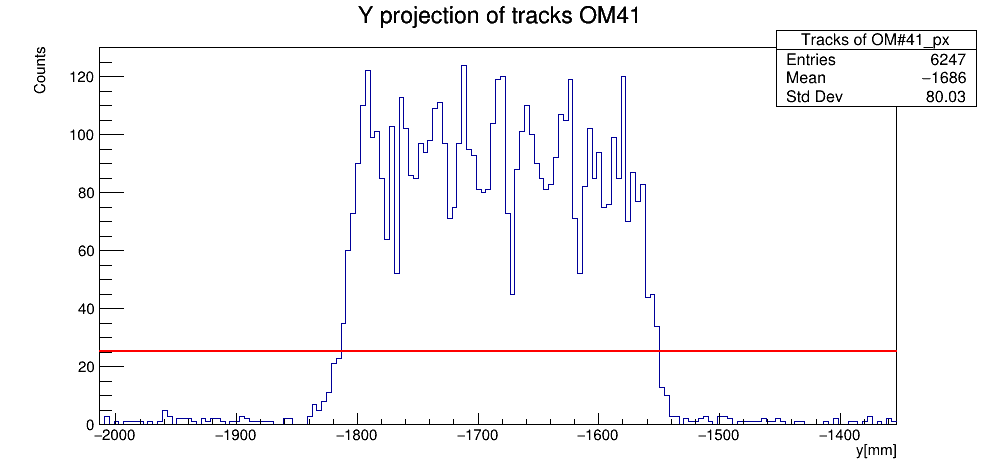 Y projection of tracks OM41
Tracks of OM#41_px
Entries 6247
Mean −1686
Std Dev 80.03
Counts
120
100
80
60
40
20
0
−2000 −1900 −1800 −1700 −1600 −1500 −1400
y[mm]